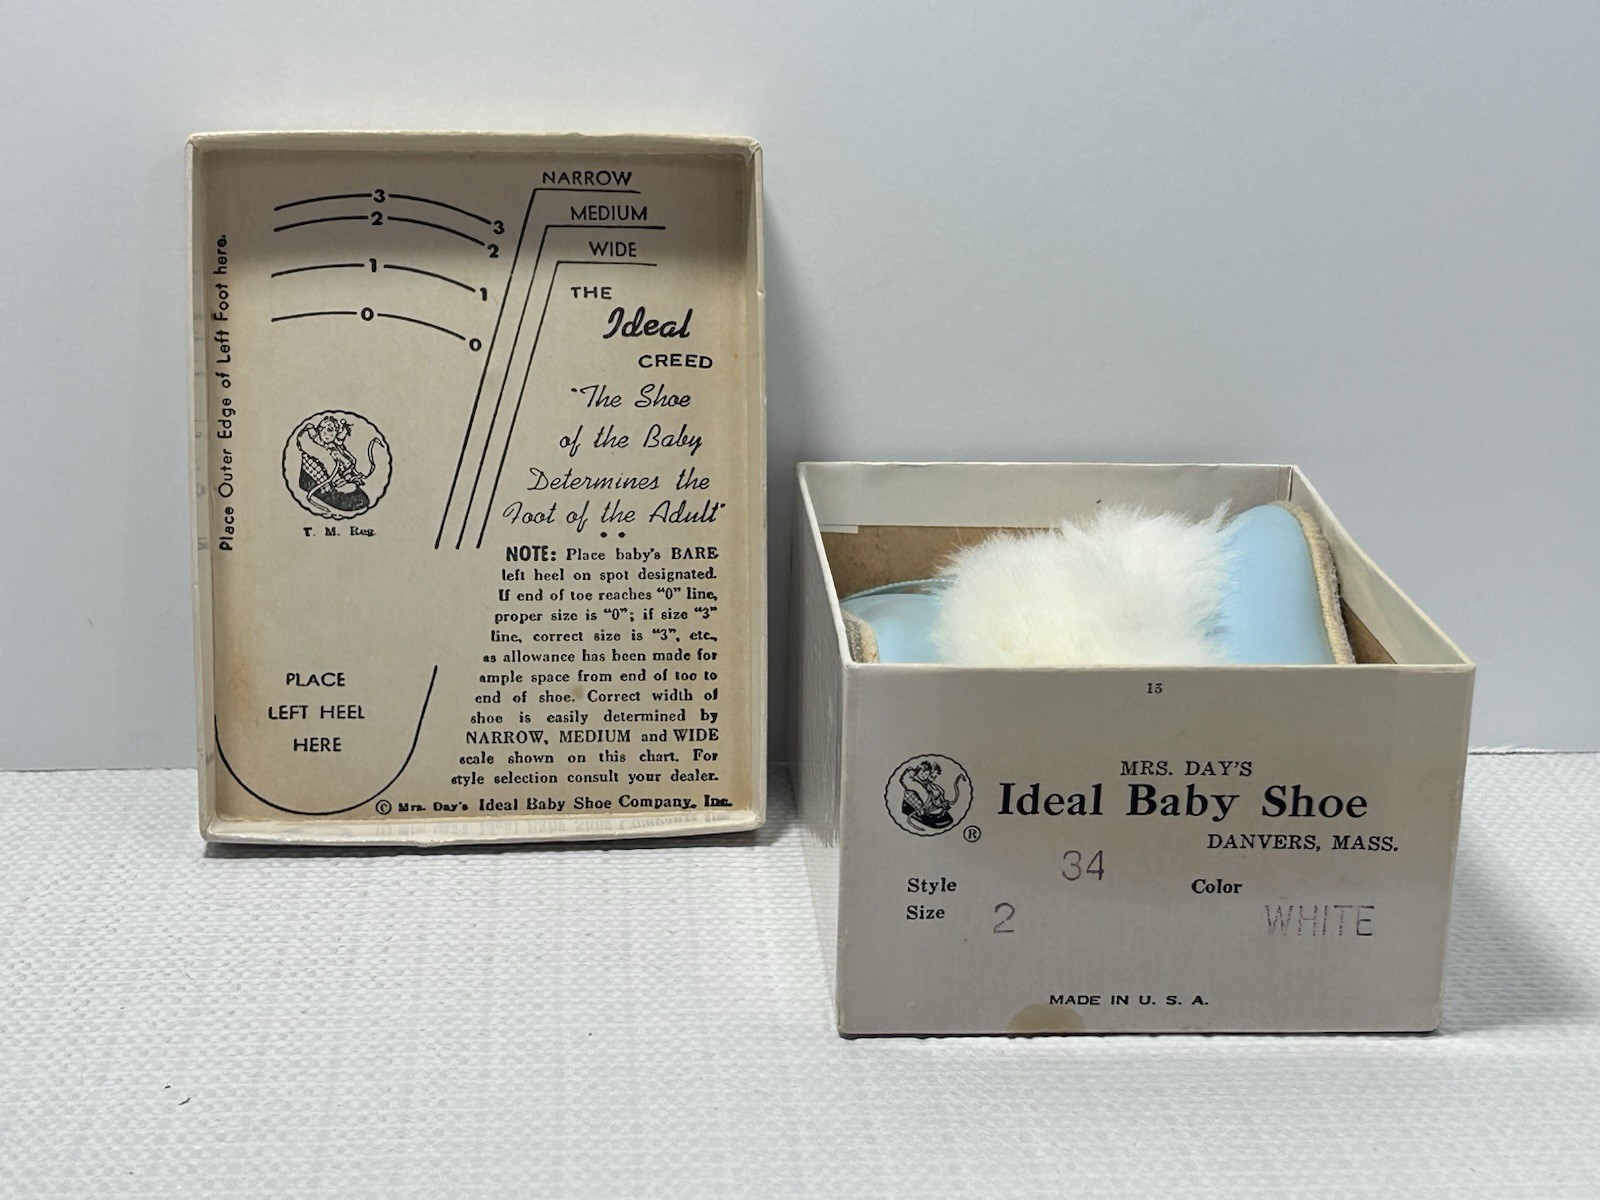 NARROW
MEDIUM
WIDE
3
3
2
2
1
1
0
0
Place Outer Edge of Left Foot here.
THE
Ideal
CREED
"The Shoe
of the Baby
Determines the
Foot of the Adult"
T. M. Reg.
NOTE: Place baby's BARE
left heel on spot designated.
If end of toe reaches "0" line,
proper size is "0"; if size "3"
line, correct size is "3", etc.,
as allowance has been made for
ample space from end of toe to
end of shoe. Correct width of
shoe is easily determined by
NARROW, MEDIUM and WIDE
scale shown on this chart. For
style selection consult your dealer.
PLACE
LEFT HEEL
HERE
© Mrs. Day's Ideal Baby Shoe Company, Inc.
15
MRS. DAY'S
Ideal Baby Shoe
®
DANVERS, MASS.
Style 34 Color
Size 2 WHITE
MADE IN U. S. A.